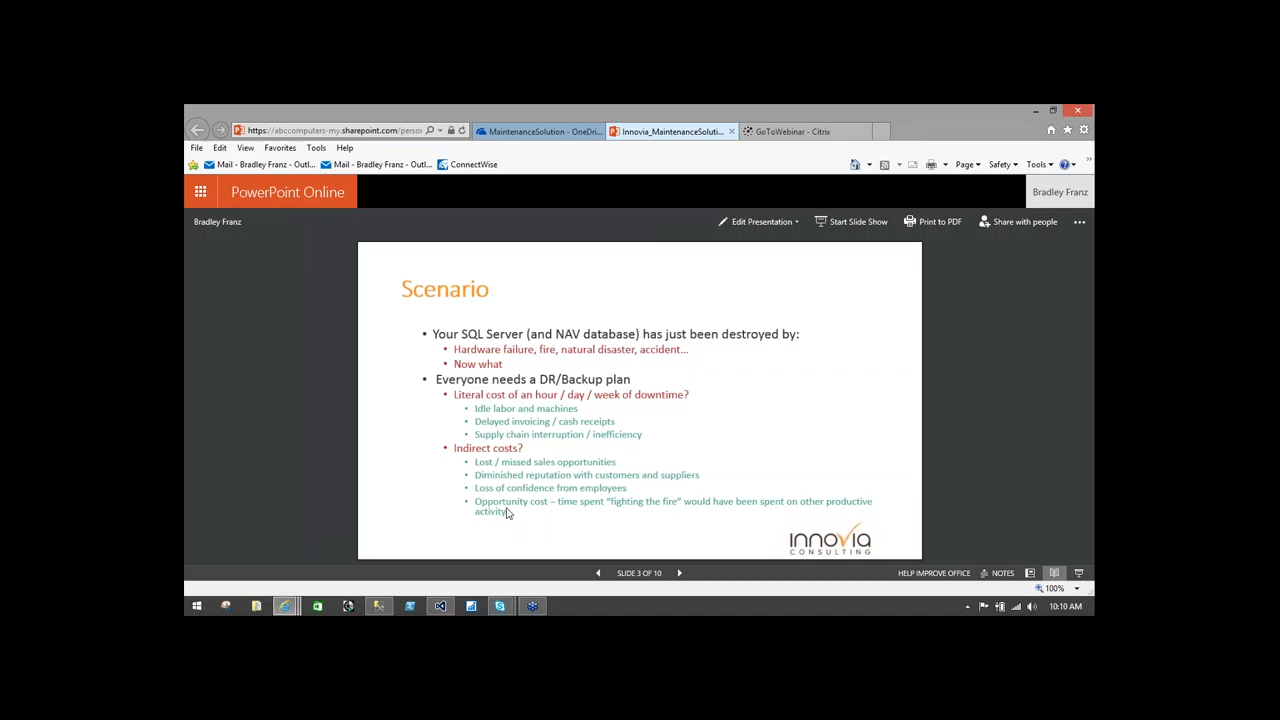 https://abccomputers-my.sharepoint.com/perso
MaintenanceSolution - OneDri...
Innovia_MaintenanceSoluti...
GoToWebinar - Citrix
File Edit View Favorites Tools Help
Mail - Bradley Franz - Outl... Mail - Bradley Franz - Outl... ConnectWise
Page Safety Tools
PowerPoint Online
Bradley Franz
Bradley Franz
Edit Presentation Start Slide Show Print to PDF Share with people ...
Scenario
• Your SQL Server (and NAV database) has just been destroyed by:
• Hardware failure, fire, natural disaster, accident...
• Now what
• Everyone needs a DR/Backup plan
• Literal cost of an hour / day / week of downtime?
• Idle labor and machines
• Delayed invoicing / cash receipts
• Supply chain interruption / inefficiency
• Indirect costs?
• Lost / missed sales opportunities
• Diminished reputation with customers and suppliers
• Loss of confidence from employees
• Opportunity cost – time spent “fighting the fire” would have been spent on other productive
activity
innovia
CONSULTING
SLIDE 3 OF 10
HELP IMPROVE OFFICE NOTES
100%
10:10 AM